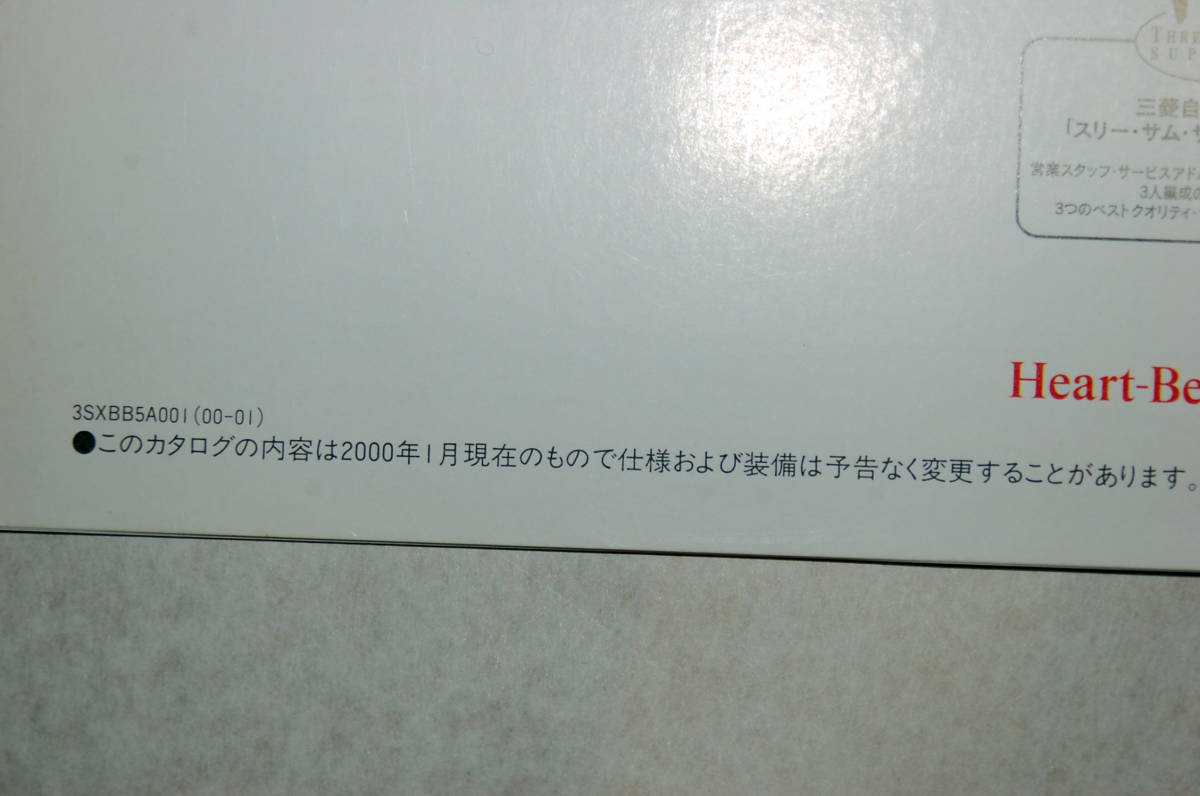 THRE
SUP
三菱自
「スリー・サム・サ
営業スタッフ・サービスアドバ
3人編成の
3つのベストクオリティ・
Heart-Be
3SXBB5A001(00-01)
●このカタログの内容は2000年1月現在のもので仕様および装備は予告なく変更することがあります。